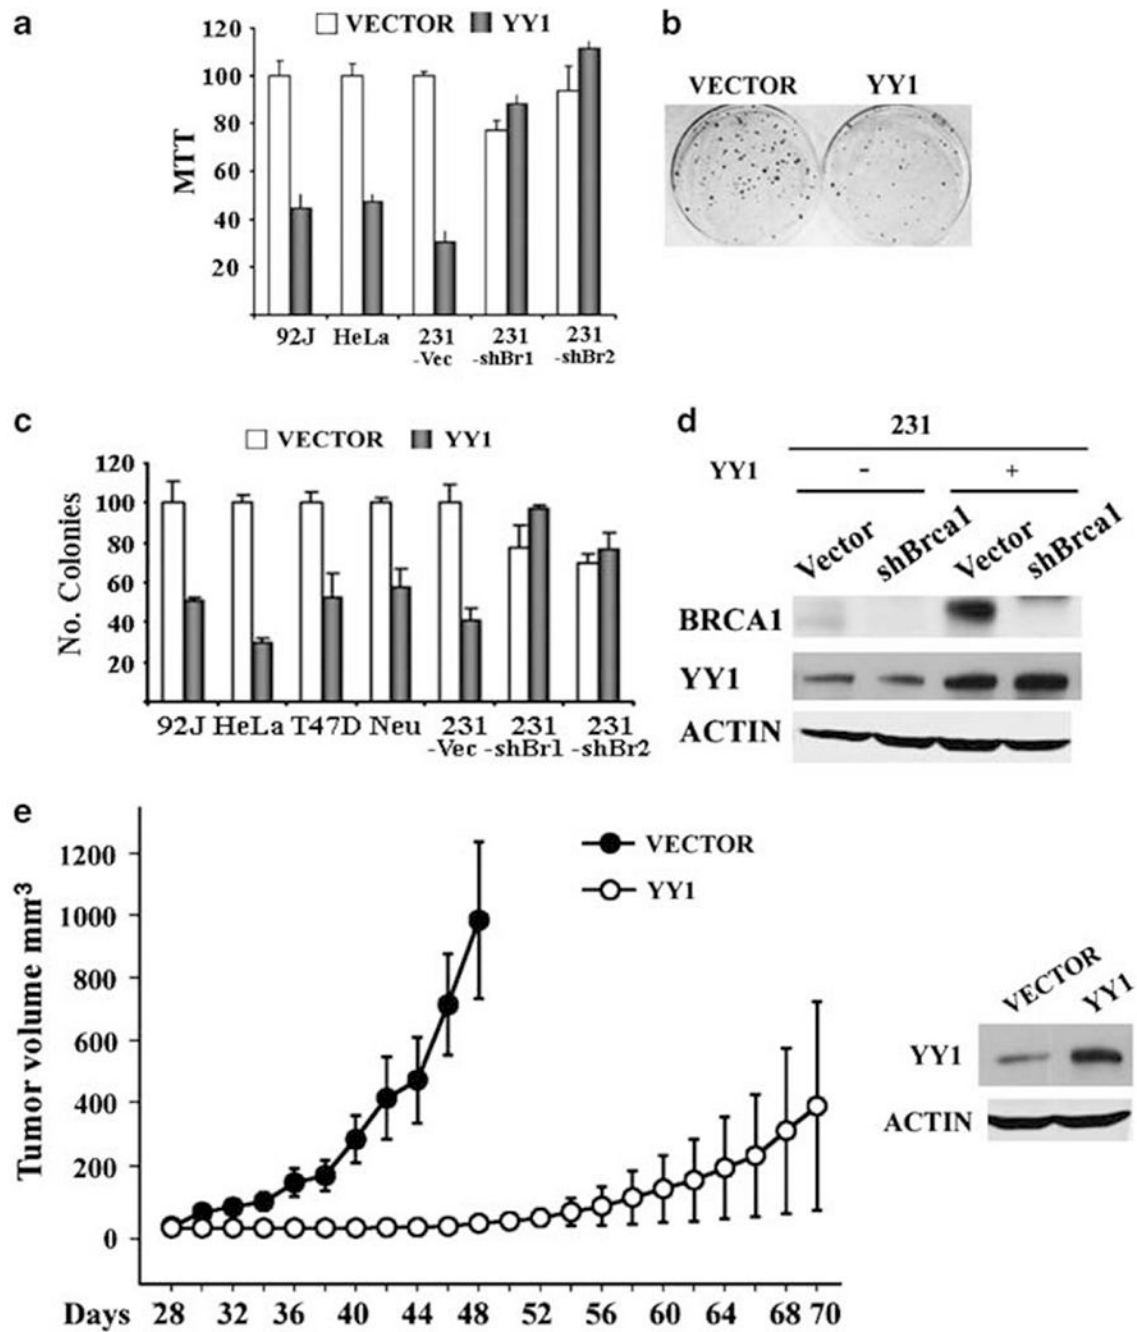 a
VECTOR YY1
120
100
80
60
40
20
MTT
92J HeLa 231 -Vec 231 -shBr1 231 -shBr2
b
VECTOR YY1
c
VECTOR YY1
120
100
80
60
40
20
No. Colonies
92J HeLa T47D Neu 231 -Vec 231 -shBr1 231 -shBr2
d
231
YY1 - +
Vector shBrca1 Vector shBrca1
BRCA1
YY1
ACTIN
e
VECTOR
YY1
1200
1000
800
600
400
200
0
Tumor volume mm³
Days 28 32 36 40 44 48 52 56 60 64 68 70
VECTOR YY1
YY1
ACTIN